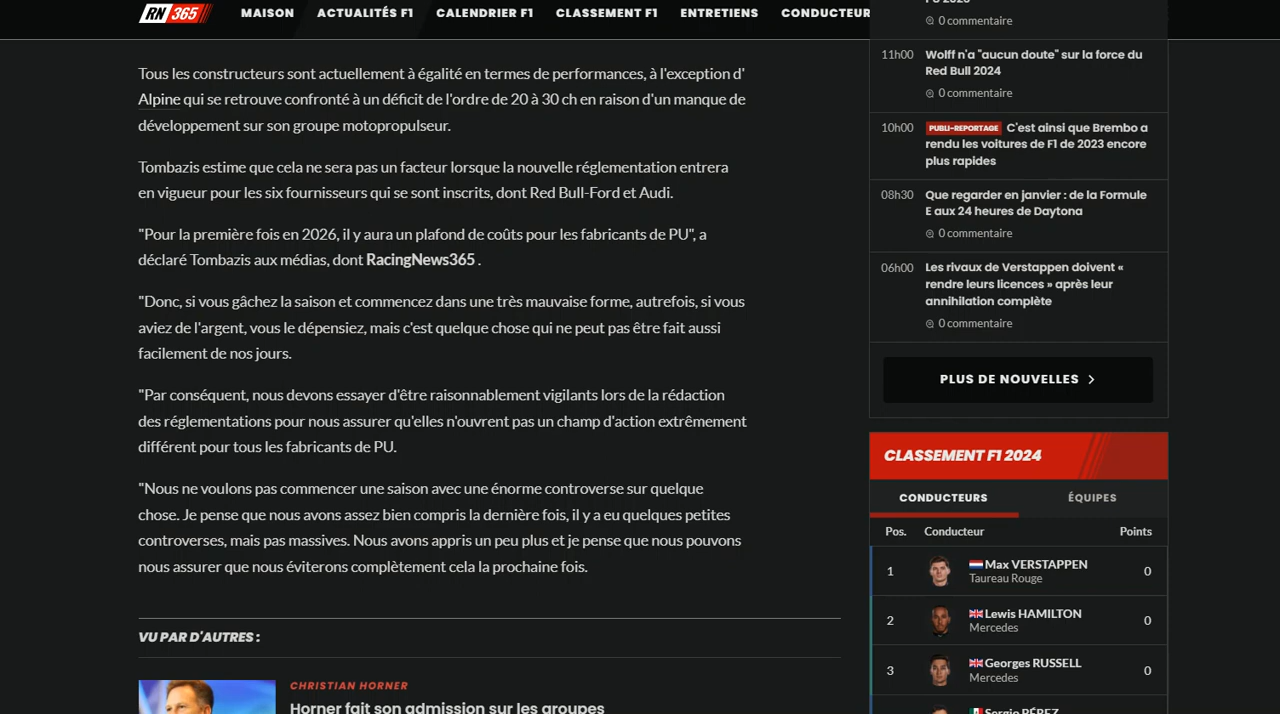 RN 365
MAISON
ACTUALITÉS F1
CALENDRIER F1
CLASSEMENT F1
ENTRETIENS
CONDUCTEUR
Tous les constructeurs sont actuellement à égalité en termes de performances, à l'exception d'
Alpine qui se retrouve confronté à un déficit de l'ordre de 20 à 30 ch en raison d'un manque de
développement sur son groupe motopropulseur.
Tombazis estime que cela ne sera pas un facteur lorsque la nouvelle réglementation entrera
en vigueur pour les six fournisseurs qui se sont inscrits, dont Red Bull-Ford et Audi.
"Pour la première fois en 2026, il y aura un plafond de coûts pour les fabricants de PU", a
déclaré Tombazis aux médias, dont RacingNews365 .
"Donc, si vous gâchez la saison et commencez dans une très mauvaise forme, autrefois, si vous
aviez de l'argent, vous le dépensiez, mais c'est quelque chose qui ne peut pas être fait aussi
facilement de nos jours.
"Par conséquent, nous devons essayer d'être raisonnablement vigilants lors de la rédaction
des réglementations pour nous assurer qu'elles n'ouvrent pas un champ d'action extrêmement
différent pour tous les fabricants de PU.
"Nous ne voulons pas commencer une saison avec une énorme controverse sur quelque
chose. Je pense que nous avons assez bien compris la dernière fois, il y a eu quelques petites
controverses, mais pas massives. Nous avons appris un peu plus et je pense que nous pouvons
nous assurer que nous éviterons complètement cela la prochaine fois.
VU PAR D'AUTRES :
CHRISTIAN HORNER
Horner fait son admission sur les groupes
0 commentaire
11h00
Wolff n'a "aucun doute" sur la force du
Red Bull 2024
0 commentaire
10h00
PUBLI-REPORTAGE C'est ainsi que Brembo a
rendu les voitures de F1 de 2023 encore
plus rapides
08h30
Que regarder en janvier : de la Formule
E aux 24 heures de Daytona
0 commentaire
06h00
Les rivaux de Verstappen doivent «
rendre leurs licences » après leur
annihilation complète
0 commentaire
PLUS DE NOUVELLES
CLASSEMENT F1 2024
CONDUCTEURS
ÉQUIPES
Pos. Conducteur Points
1 Max VERSTAPPEN 0
Taureau Rouge
2 Lewis HAMILTON 0
Mercedes
3 Georges RUSSELL 0
Mercedes
Sergio PÉREZ